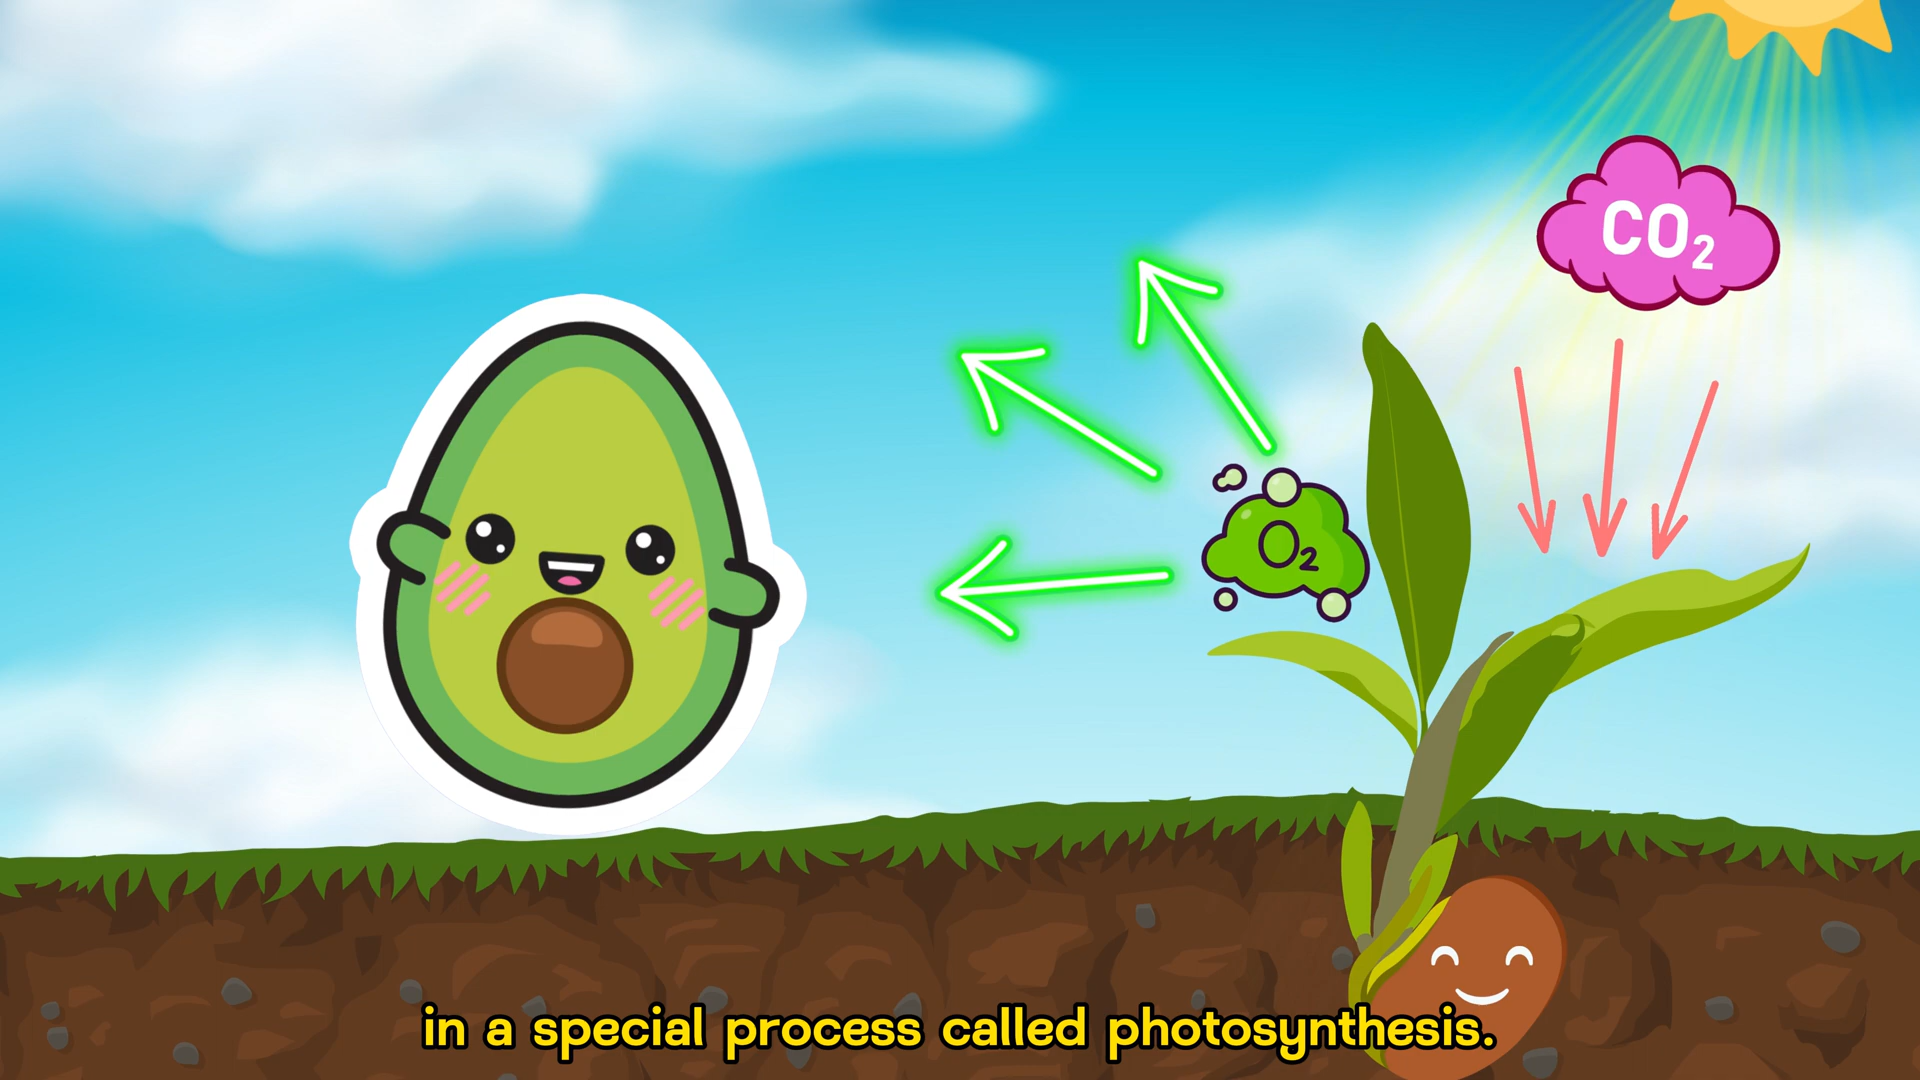 CO₂
O₂
in a special process called photosynthesis.